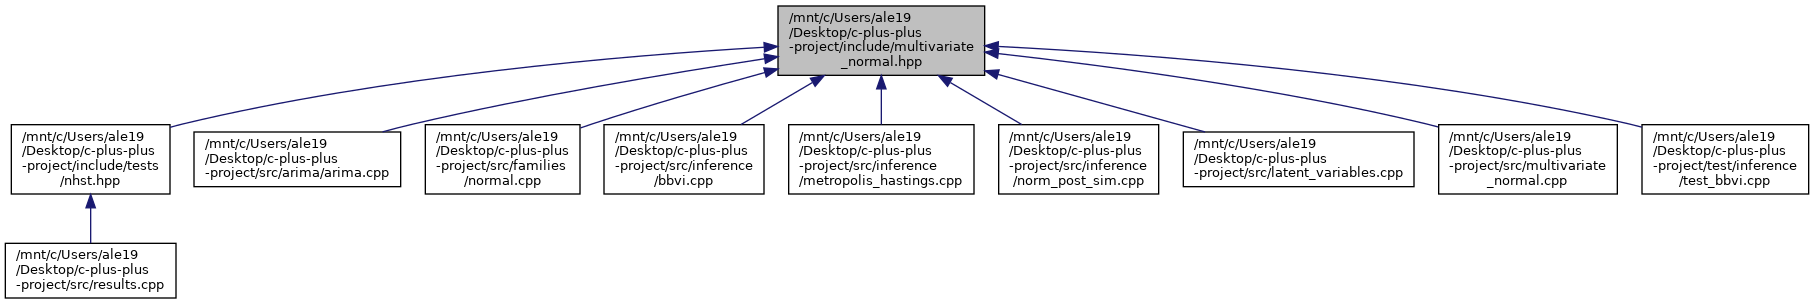 /mnt/c/Users/ale19
/Desktop/c-plus-plus
-project/include/multivariate
_normal.hpp
/mnt/c/Users/ale19
/Desktop/c-plus-plus
-project/include/tests
/nhst.hpp
/mnt/c/Users/ale19
/Desktop/c-plus-plus
-project/src/arima/arima.cpp
/mnt/c/Users/ale19
/Desktop/c-plus-plus
-project/src/families
/normal.cpp
/mnt/c/Users/ale19
/Desktop/c-plus-plus
-project/src/inference
/bbvi.cpp
/mnt/c/Users/ale19
/Desktop/c-plus-plus
-project/src/inference
/metropolis_hastings.cpp
/mnt/c/Users/ale19
/Desktop/c-plus-plus
-project/src/inference
/norm_post_sim.cpp
/mnt/c/Users/ale19
/Desktop/c-plus-plus
-project/src/latent_variables.cpp
/mnt/c/Users/ale19
/Desktop/c-plus-plus
-project/src/multivariate
_normal.cpp
/mnt/c/Users/ale19
/Desktop/c-plus-plus
-project/test/inference
/test_bbvi.cpp
/mnt/c/Users/ale19
/Desktop/c-plus-plus
-project/src/results.cpp